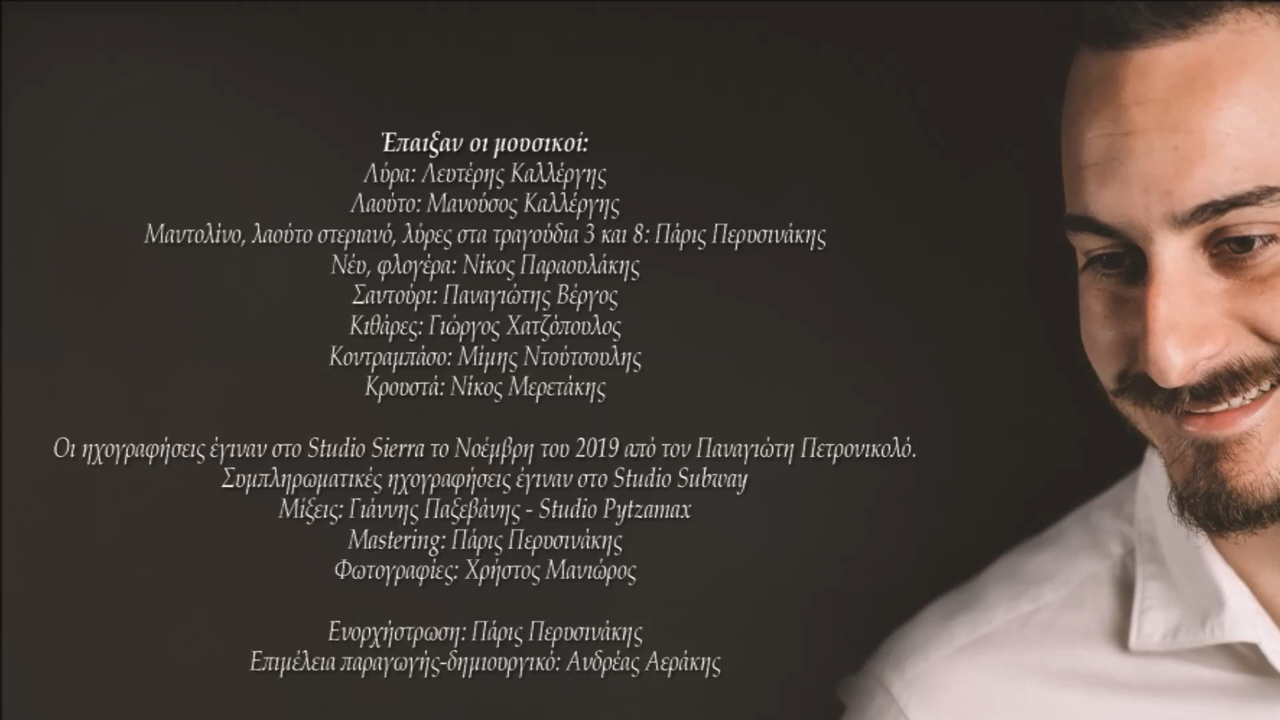 Έπαιξαν οι μουσικοί:
Λύρα: Λευτέρης Καλλέργης
Λαούτο: Μανούσος Καλλέργης
Μαντολίνο, λαούτο στεριανό, λύρες στα τραγούδια 3 και 8: Πάρις Περυσινάκης
Νέυ, φλογέρα: Νίκος Παραουλάκης
Σαντούρι: Παναγιώτης Βέργος
Κιθάρες: Γιώργος Χατζόπουλος
Κοντραμπάσο: Μίμης Ντούτσουλης
Κρουστά: Νίκος Μερετάκης
Οι ηχογραφήσεις έγιναν στο Studio Sierra το Νοέμβρη του 2019 από τον Παναγιώτη Πετρονικολό.
Συμπληρωματικές ηχογραφήσεις έγιναν στο Studio Subway
Μίξεις: Γιάννης Παξεβάνης - Studio Pytzamax
Mastering: Πάρις Περυσινάκης
Φωτογραφίες: Χρήστος Μανιώρος
Ενορχήστρωση: Πάρις Περυσινάκης
Επιμέλεια παραγωγής-δημιουργικό: Ανδρέας Αεράκης